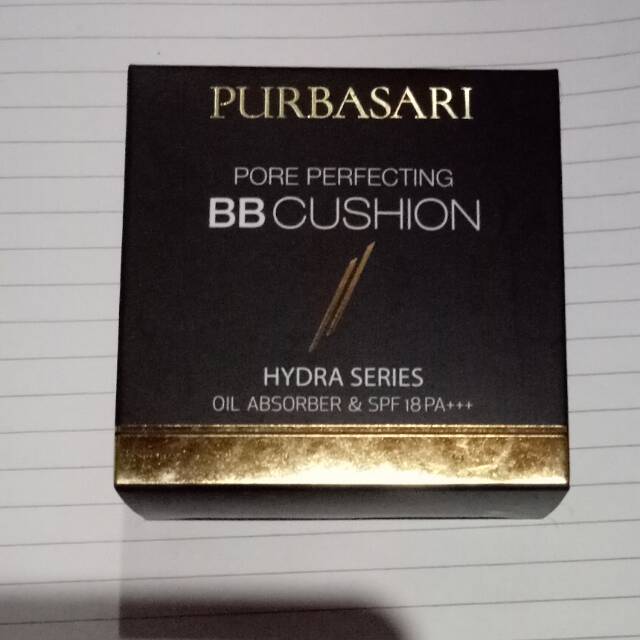 PURBASARI
PORE PERFECTING
BB CUSHION
HYDRA SERIES
OIL ABSORBER & SPF 18 PA+++